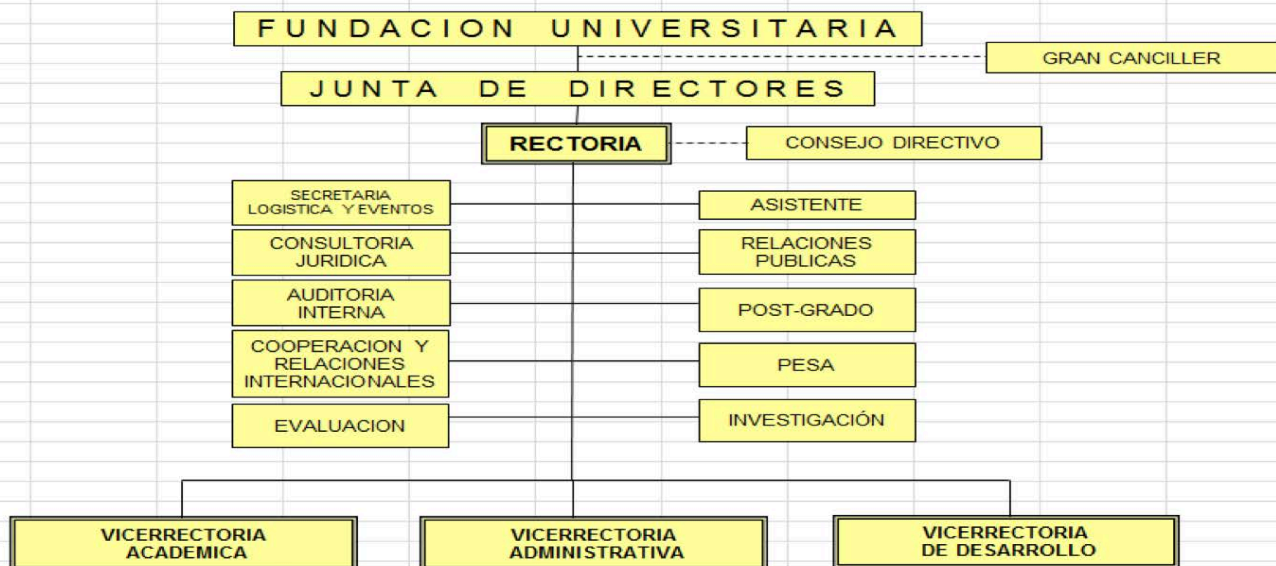 FUNDACION UNIVERSITARIA
GRAN CANCILLER
JUNTA DE DIRECTORES
RECTORIA
CONSEJO DIRECTIVO
SECRETARIA
LOGISTICA Y EVENTOS
ASISTENTE
CONSULTORIA
JURIDICA
RELACIONES
PUBLICAS
AUDITORIA
INTERNA
POST-GRADO
COOPERACION Y
RELACIONES
INTERNACIONALES
PESA
EVALUACION
INVESTIGACIÓN
VICERRECTORIA
ACADEMICA
VICERRECTORIA
ADMINISTRATIVA
VICERRECTORIA
DE DESARROLLO